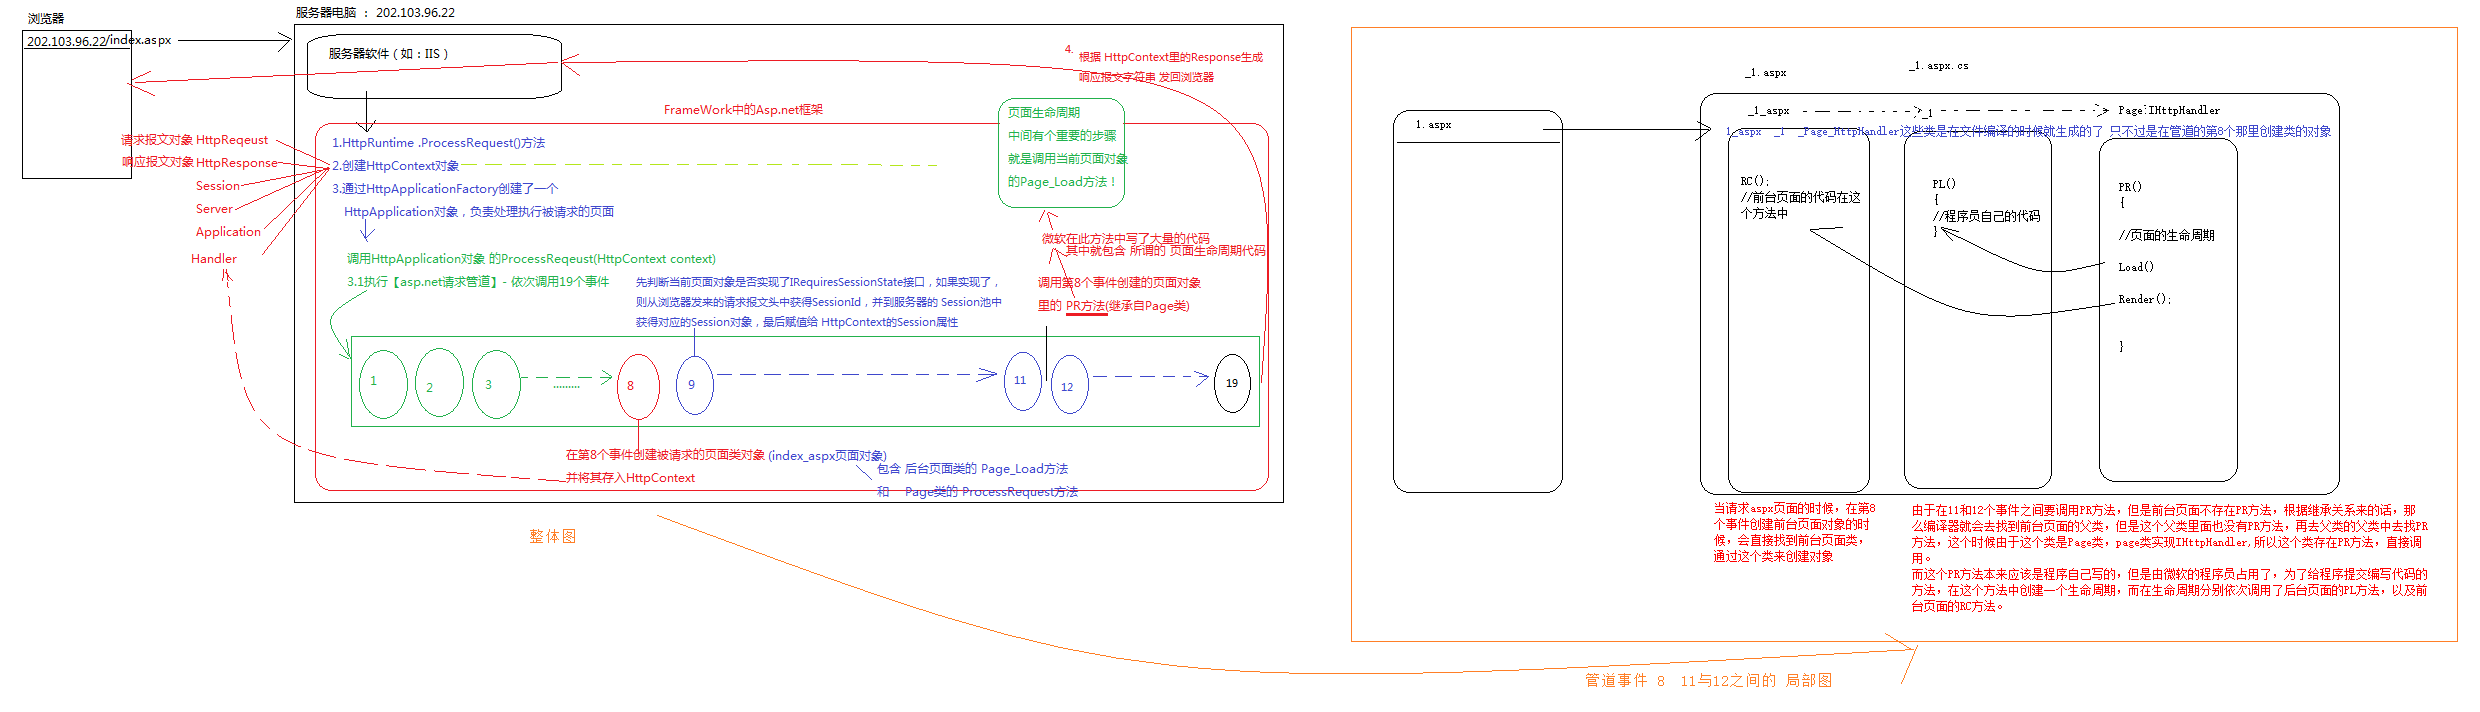 浏览器
服务器电脑 ： 202.103.96.22
202.103.96.22/index.aspx
服务器软件（如：IIS）
4.
根据 HttpContext里的Response生成
响应报文字符串 发回浏览器
FrameWork中的Asp.net框架
页面生命周期
中间有个重要的步骤
就是调用当前页面对象
的Page_Load方法！
请求报文对象 HttpReqeust
响应报文对象 HttpResponse
Session
Server
Application
Handler
1.HttpRuntime .ProcessRequest()方法
2.创建HttpContext对象
3.通过HttpApplicationFactory创建了一个
HttpApplication对象，负责处理执行被请求的页面
调用HttpApplication对象 的ProcessReqeust(HttpContext context)
3.1执行【asp.net请求管道】- 依次调用19个事件
先判断当前页面对象是否实现了IRequiresSessionState接口，如果实现了，
则从浏览器发来的请求报文头中获得SessionId，并到服务器的 Session池中
获得对应的Session对象，最后赋值给 HttpContext的Session属性
微软在此方法中写了大量的代码
其中就包含 所谓的 页面生命周期代码
调用第8个事件创建的页面对象
里的 PR方法(继承自Page类)
1
2
3
.........
8
9
11
12
19
在第8个事件创建被请求的页面类对象 (index_aspx页面对象)
并将其存入HttpContext
包含 后台页面类的 Page_Load方法
和 Page类的 ProcessRequest方法
整体图
_1.aspx
_1.aspx.cs
1.aspx
_1_aspx
_1
Page:IHttpHandler
1_aspx _1 _Page_HttpHandler这些类是在文件编译的时候就生成的了 只不过是在管道的第8个那里创建类的对象
RC();
//前台页面的代码在这
个方法中
PL()
{
//程序员自己的代码
}
PR()
{
//页面的生命周期
Load()
Render();
}
当请求aspx页面的时候，在第8
个事件创建前台页面对象的时
候，会直接找到前台页面类，
通过这个类来创建对象
由于在11和12个事件之间要调用PR方法，但是前台页面不存在PR方法，根据继承关系来的话，那
么编译器就会去找到前台页面的父类，但是这个父类里面也没有PR方法，再去父类的父类中去找PR
方法，这个时候由于这个类是Page类，page类实现IHttpHandler,所以这个类存在PR方法，直接调
用。
而这个PR方法本来应该是程序自己写的，但是由微软的程序员占用了，为了给程序提交编写代码的
方法，在这个方法中创建一个生命周期，而在生命周期分别依次调用了后台页面的PL方法，以及前
台页面的RC方法。
管道事件 8 11与12之间的 局部图